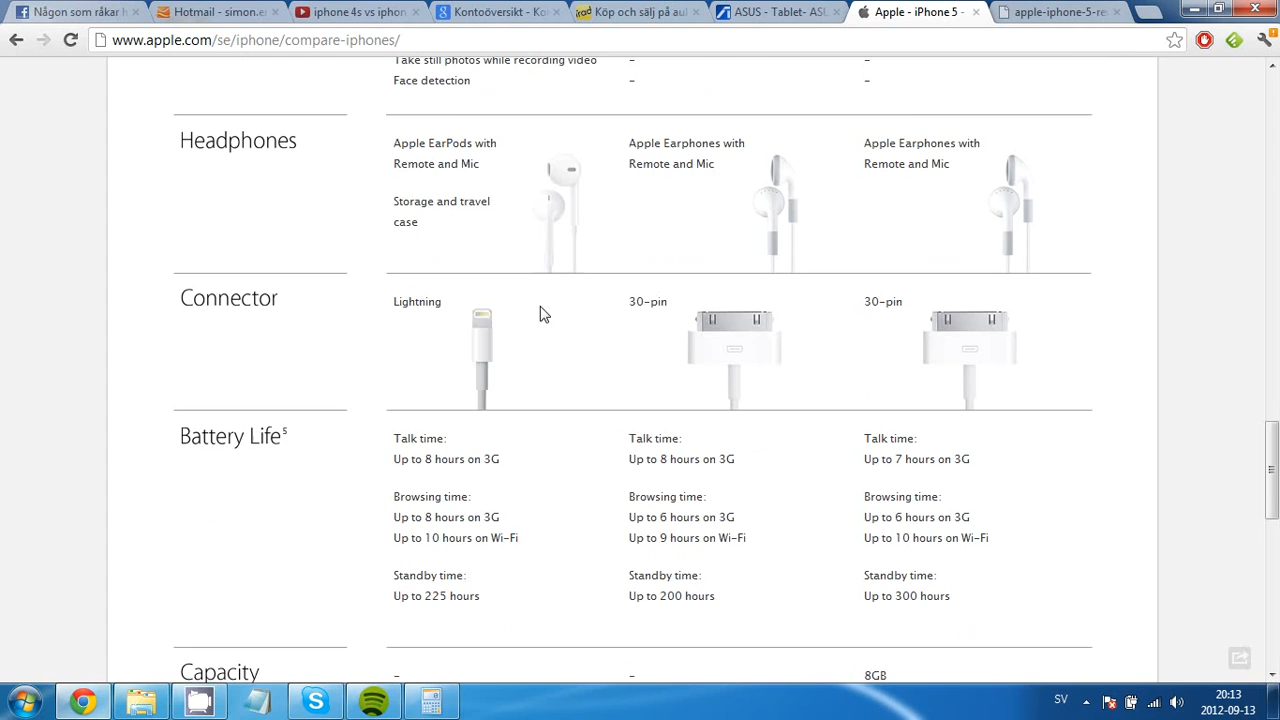 Någon som råkar h
Hotmail - simon.e
iphone 4s vs iphon
Kontoöversikt - Ko
Köp och sälj på au
ASUS - Tablet- AS
Apple - iPhone 5 -
apple-iphone-5-re
www.apple.com/se/iphone/compare-iphones/
Take still photos while recording video - -
Face detection - -
Headphones
Apple EarPods with
Remote and Mic
Storage and travel
case
Apple Earphones with
Remote and Mic
Apple Earphones with
Remote and Mic
Connector
Lightning
30-pin
30-pin
Battery Life5
Talk time:
Up to 8 hours on 3G
Browsing time:
Up to 8 hours on 3G
Up to 10 hours on Wi-Fi
Standby time:
Up to 225 hours
Talk time:
Up to 8 hours on 3G
Browsing time:
Up to 6 hours on 3G
Up to 9 hours on Wi-Fi
Standby time:
Up to 200 hours
Talk time:
Up to 7 hours on 3G
Browsing time:
Up to 6 hours on 3G
Up to 10 hours on Wi-Fi
Standby time:
Up to 300 hours
Capacity
- - 8GB
SV
20:13
2012-09-13